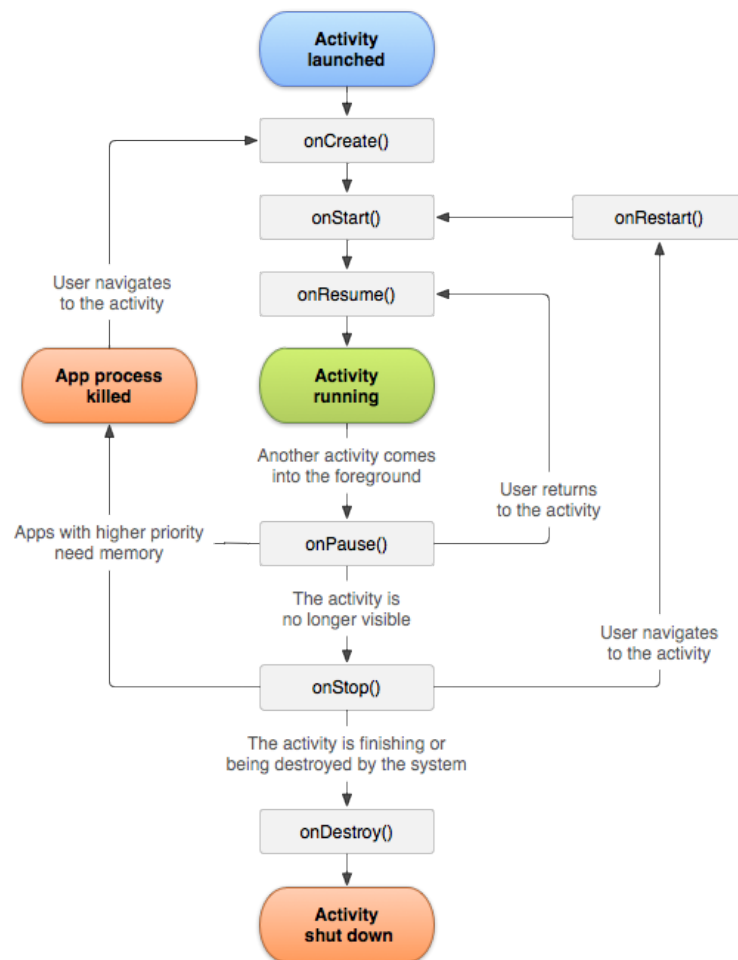 Activity
launched
onCreate()
onStart()
onRestart()
User navigates
to the activity
onResume()
App process
killed
Activity
running
Another activity comes
into the foreground
User returns
to the activity
Apps with higher priority
need memory
onPause()
The activity is
no longer visible
User navigates
to the activity
onStop()
The activity is finishing or
being destroyed by the system
onDestroy()
Activity
shut down